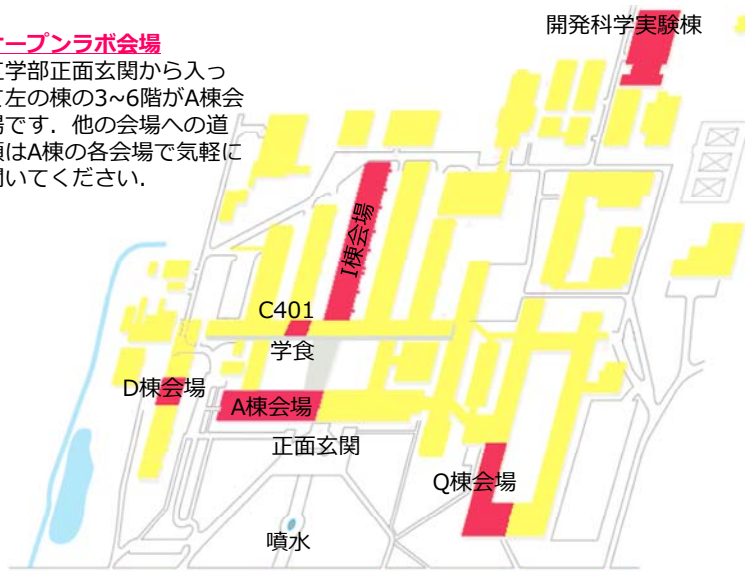 オープンラボ会場
工学部正面玄関から入っ
て左の棟の3~6階がA棟会
場です．他の会場への道
順はA棟の各会場で気軽に
聞いてください．
開発科学実験棟
I棟会場
C401
学食
D棟会場
A棟会場
正面玄関
Q棟会場
噴水